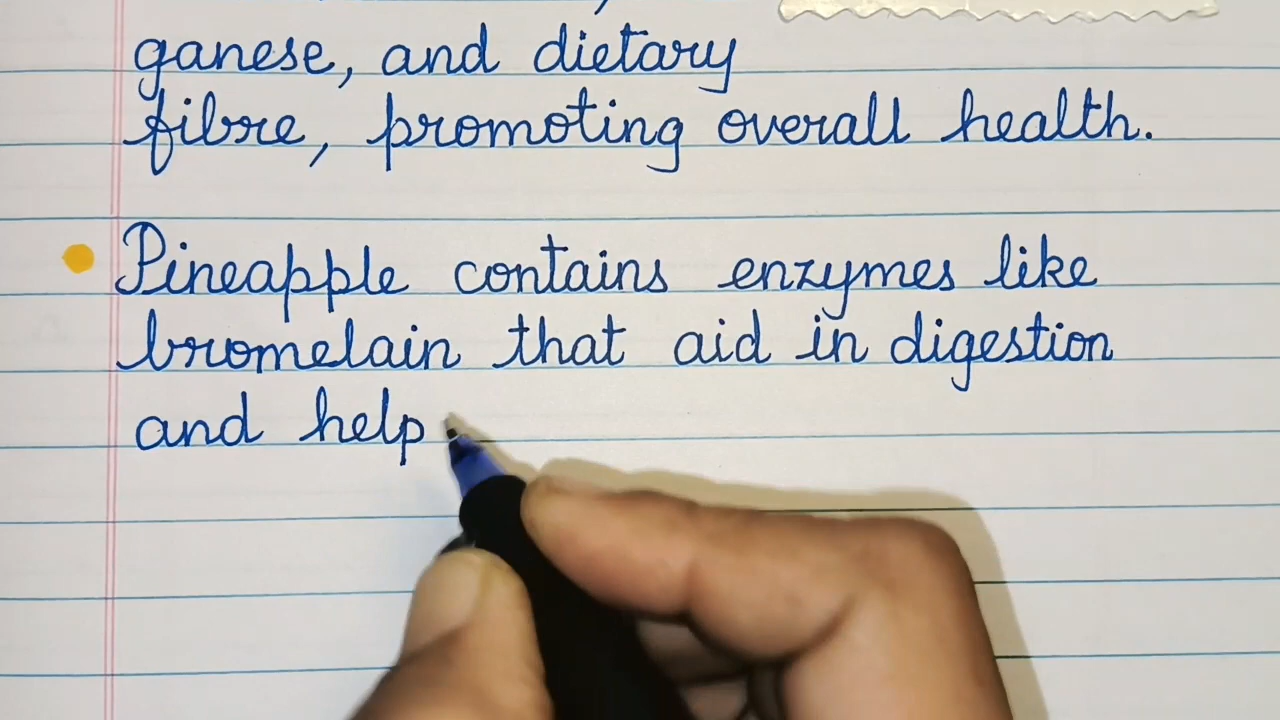 ganese, and dietary
fibre, promoting overall health.
Pineapple contains enzymes like
bromelain that aid in digestion
and help